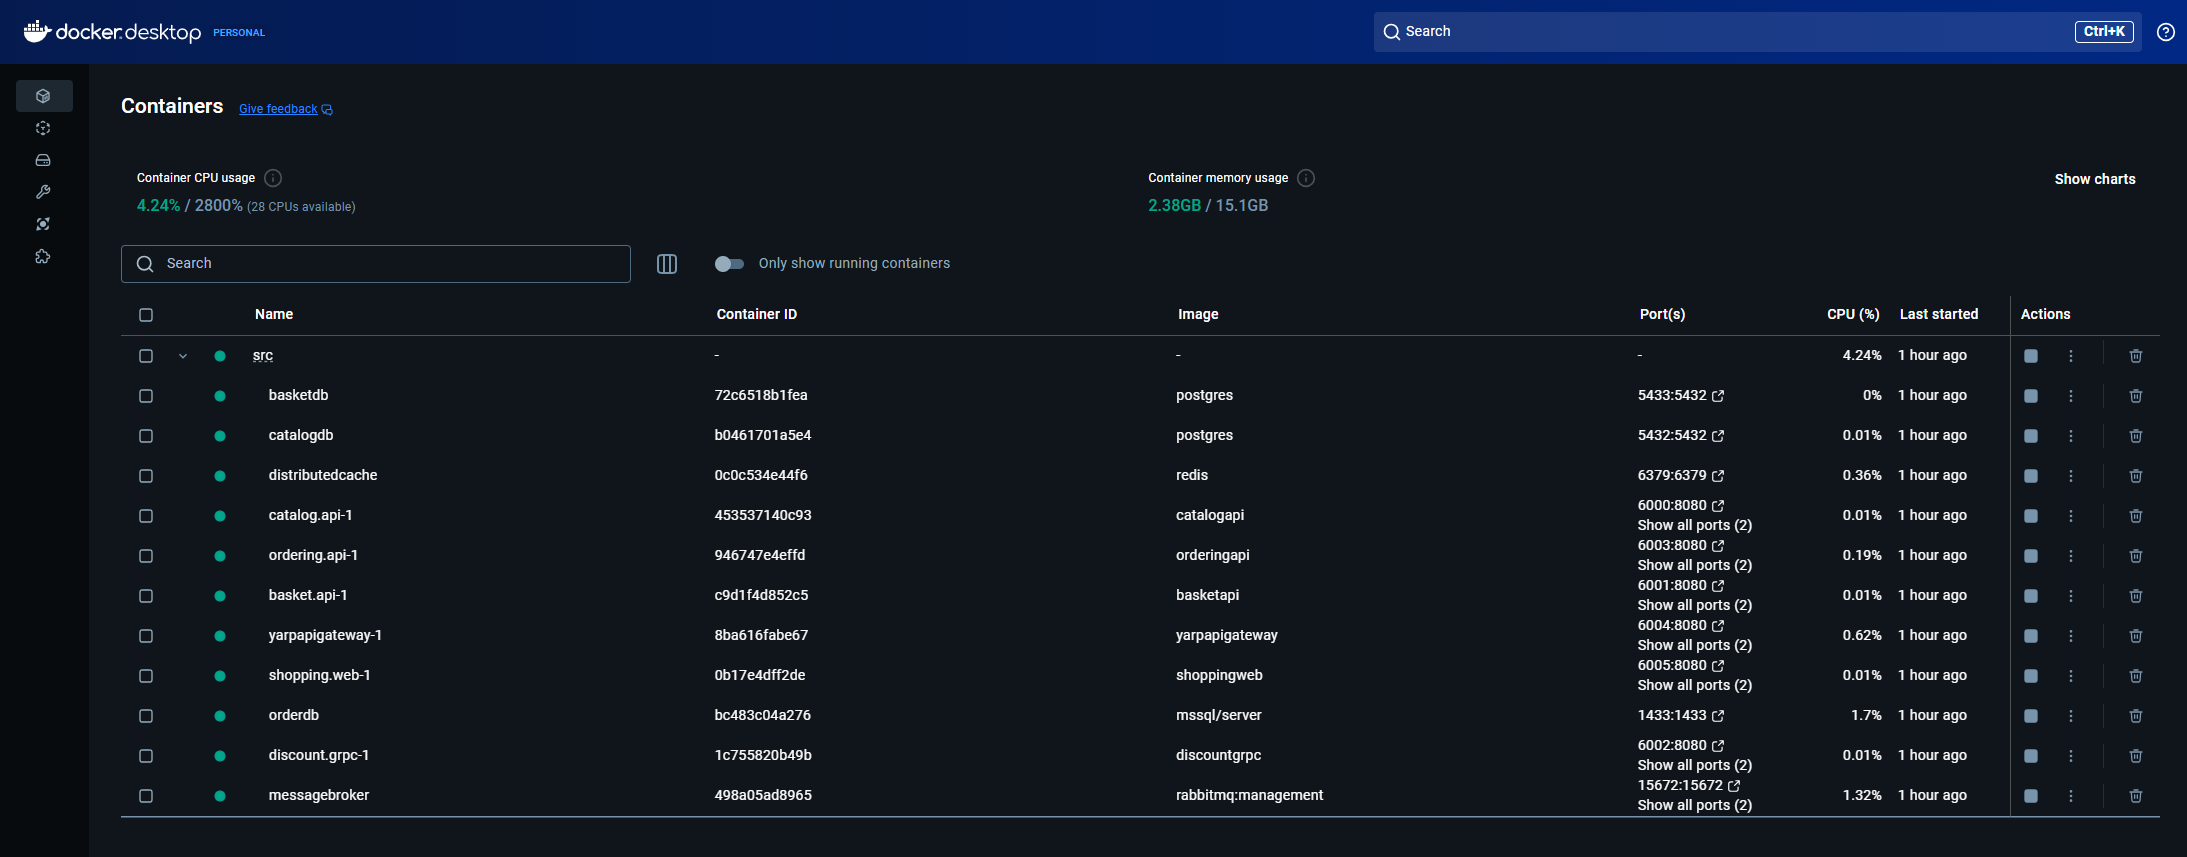 docker.desktop PERSONAL
Search Ctrl+K
Containers Give feedback
Container CPU usage
4.24% / 2800% (28 CPUs available)
Container memory usage
2.38GB / 15.1GB
Show charts
Search
Only show running containers
Name Container ID Image Port(s) CPU (%) Last started Actions
src - - - 4.24% 1 hour ago
basketdb 72c6518b1fea postgres 5433:5432 0% 1 hour ago
catalogdb b0461701a5e4 postgres 5432:5432 0.01% 1 hour ago
distributedcache 0c0c534e44f6 redis 6379:6379 0.36% 1 hour ago
catalog.api-1 453537140c93 catalogapi 6000:8080 0.01% 1 hour ago
Show all ports (2)
ordering.api-1 946747e4effd orderingapi 6003:8080 0.19% 1 hour ago
Show all ports (2)
basket.api-1 c9d1f4d852c5 basketapi 6001:8080 0.01% 1 hour ago
Show all ports (2)
yarpapigateway-1 8ba616fabe67 yarpapigateway 6004:8080 0.62% 1 hour ago
Show all ports (2)
shopping.web-1 0b17e4dff2de shoppingweb 6005:8080 0.01% 1 hour ago
Show all ports (2)
orderdb bc483c04a276 mssql/server 1433:1433 1.7% 1 hour ago
discount.grpc-1 1c755820b49b discountgrpc 6002:8080 0.01% 1 hour ago
Show all ports (2)
messagebroker 498a05ad8965 rabbitmq:management 15672:15672 1.32% 1 hour ago
Show all ports (2)